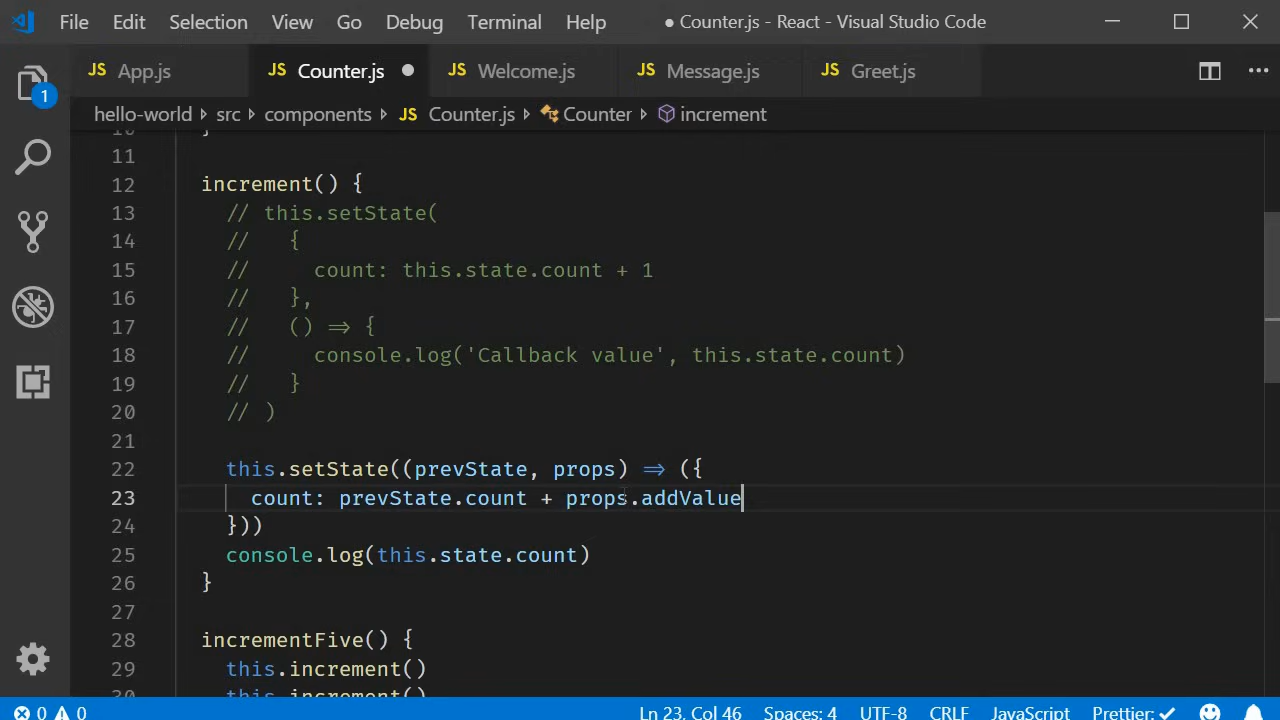 File Edit Selection View Go Debug Terminal Help ● Counter.js - React - Visual Studio Code
JS App.js JS Counter.js ● JS Welcome.js JS Message.js JS Greet.js
1
hello-world › src › components › JS Counter.js › Counter › increment
10 }
11
12 increment() {
13 // this.setState(
14 //   {
15 //     count: this.state.count + 1
16 //   },
17 //   () => {
18 //     console.log('Callback value', this.state.count)
19 //   }
20 // )
21
22 this.setState((prevState, props) => ({
23 count: prevState.count + props.addValue
24 }))
25 console.log(this.state.count)
26 }
27
28 incrementFive() {
29 this.increment()
30 this.increment()
0 0 Ln 23, Col 46 Spaces: 4 UTF-8 CRLF JavaScript Prettier: ✓